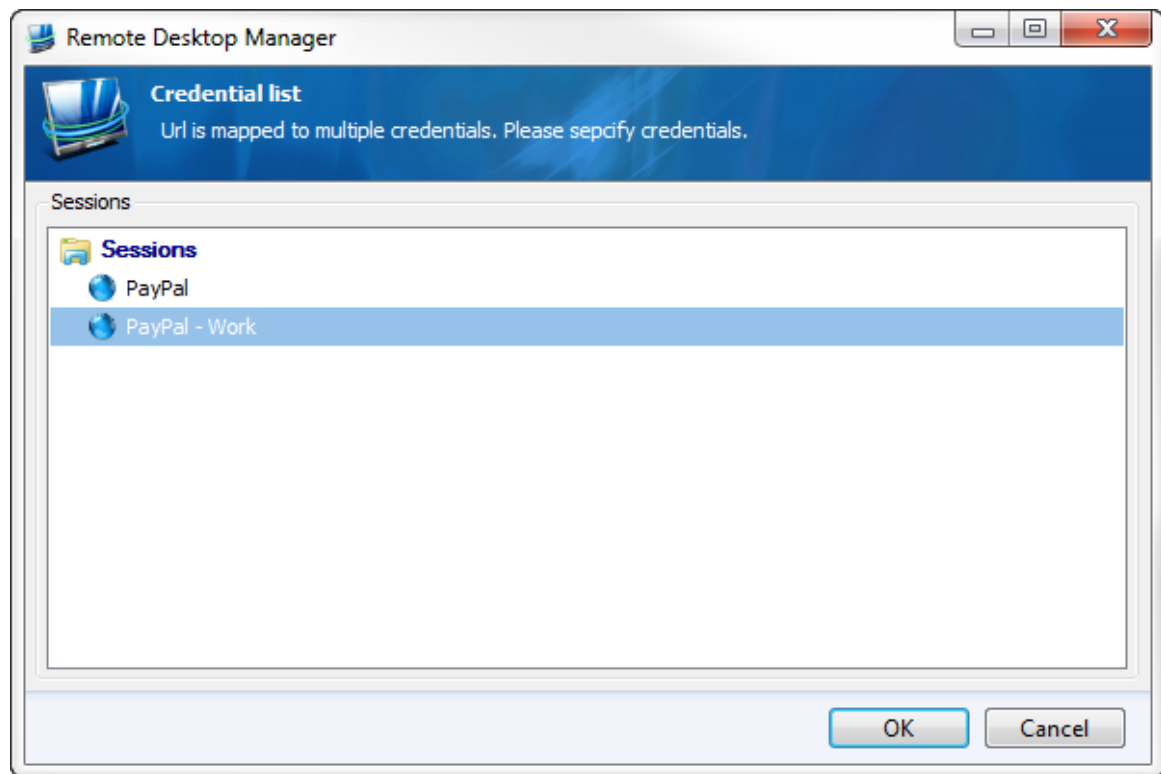 Remote Desktop Manager
Credential list
Url is mapped to multiple credentials. Please sepcify credentials.
Sessions
Sessions
PayPal
PayPal - Work
OK
Cancel